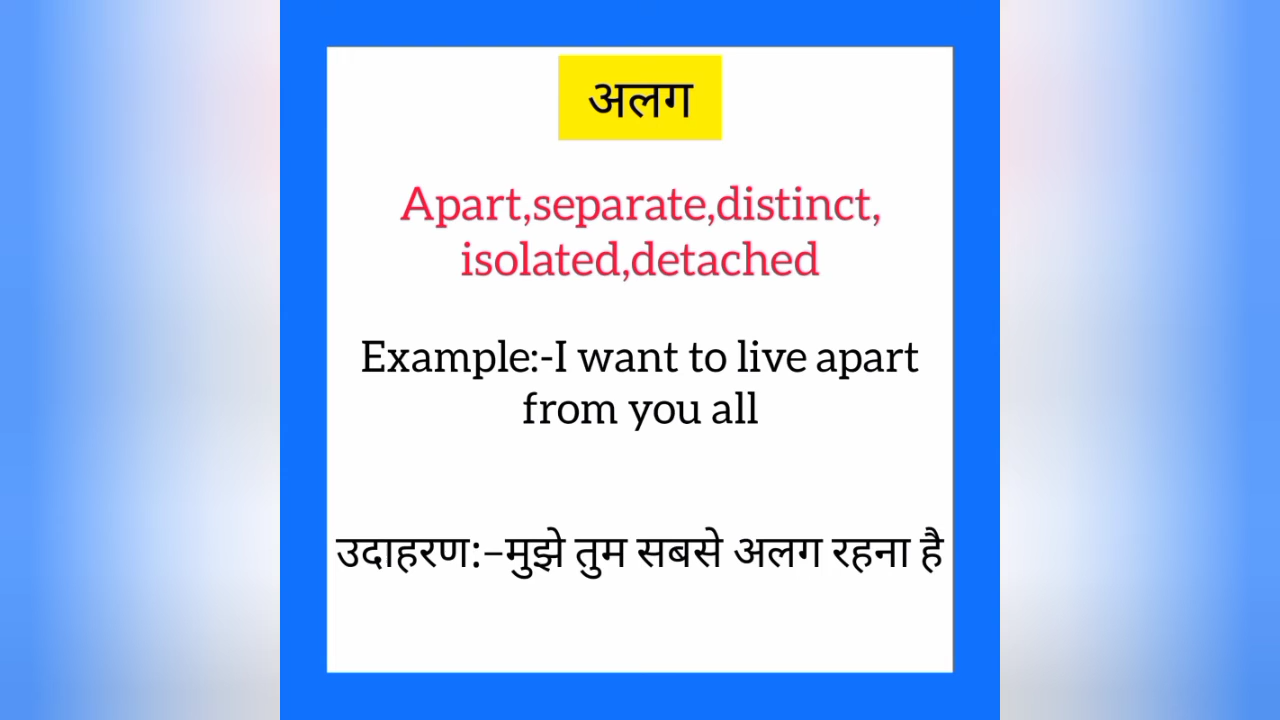 अलग
Apart,separate,distinct,
isolated,detached
Example:-I want to live apart
from you all
उदाहरण:–मुझे तुम सबसे अलग रहना है